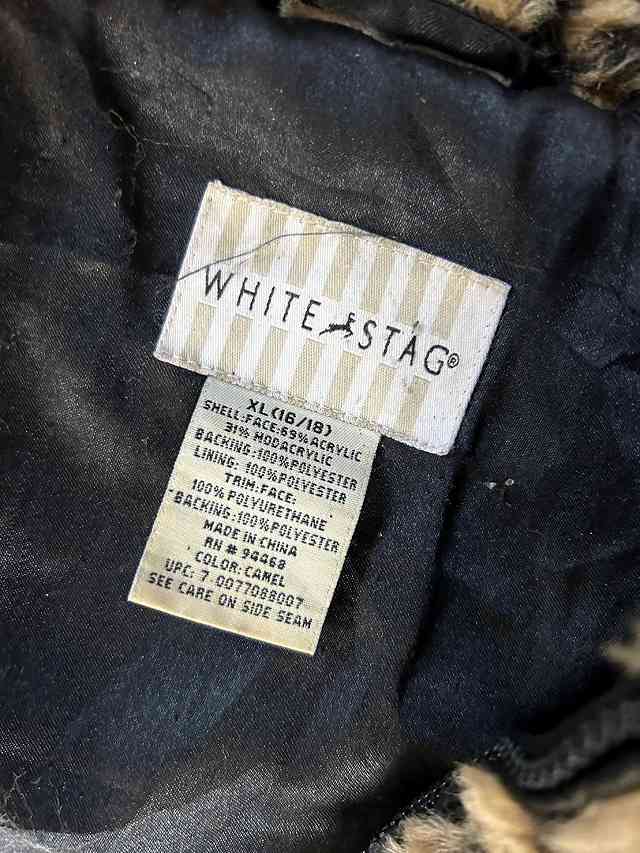 WHITE STAG®
XL(16/18)
SHELL:FACE:69%ACRYLIC
31% MODACRYLIC
BACKING:100%POLYESTER
LINING: 100%POLYESTER
TRIM:FACE:
100% POLYURETHANE
BACKING:100%POLYESTER
MADE IN CHINA
RN # 94468
COLOR: CAMEL
UPC: 7 0077088007
SEE CARE ON SIDE SEAM